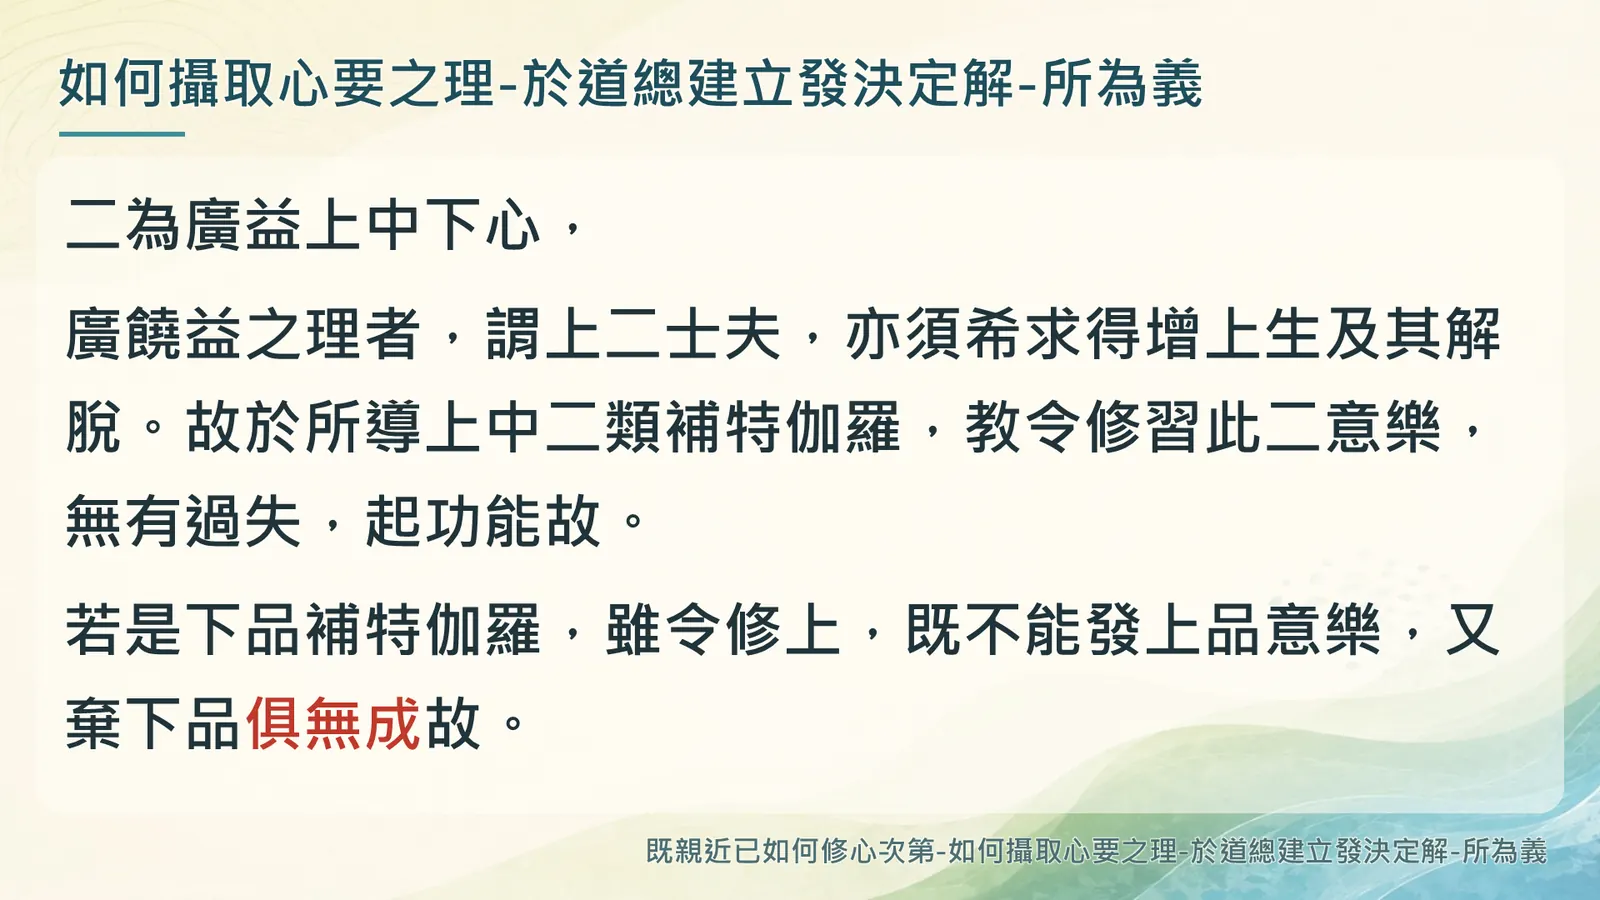 如何攝取心要之理-於道總建立發決定解-所為義
二為廣益上中下心，
廣饒益之理者，謂上二士夫，亦須希求得增上生及其解
脫。故於所導上中二類補特伽羅，教令修習此二意樂，
無有過失，起功能故。
若是下品補特伽羅，雖令修上，既不能發上品意樂，又
棄下品俱無成故。
既親近已如何修心次第-如何攝取心要之理-於道總建立發決定解-所為義